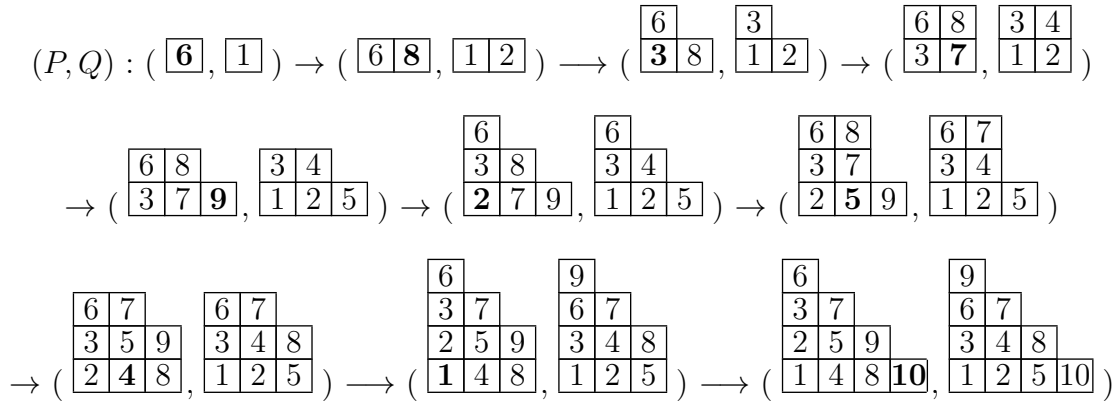 6 3 6 8 3 4
(P, Q) : ( 6 , 1 ) → ( 6 8 , 1 2 ) ⟶ ( 3 8 , 1 2 ) → ( 3 7 , 1 2 )
6 6 6 8 6 7
6 8 3 4 3 8 3 4 3 7 3 4
→ ( 3 7 9 , 1 2 5 ) → ( 2 7 9 , 1 2 5 ) → ( 2 5 9 , 1 2 5 )
6 9 6 9
6 7 6 7 3 7 6 7 3 7 6 7
3 5 9 3 4 8 2 5 9 3 4 8 2 5 9 3 4 8
→ ( 2 4 8 , 1 2 5 ) ⟶ ( 1 4 8 , 1 2 5 ) ⟶ ( 1 4 8 10 , 1 2 5 10 )